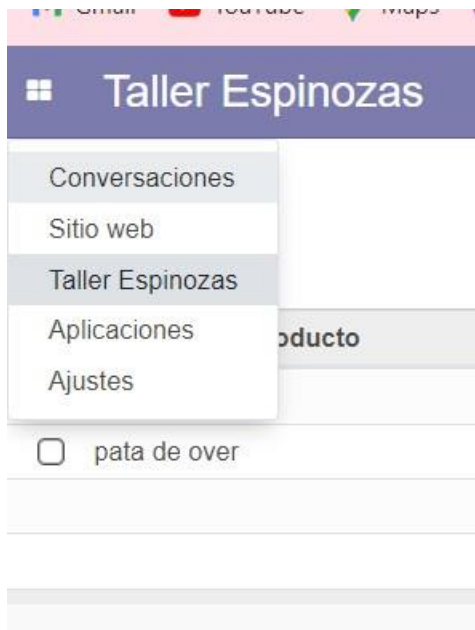 Gmail YouTube Maps
Taller Espinozas
Conversaciones
Sitio web
Taller Espinozas
Aplicaciones
Ajustes
oducto
pata de over